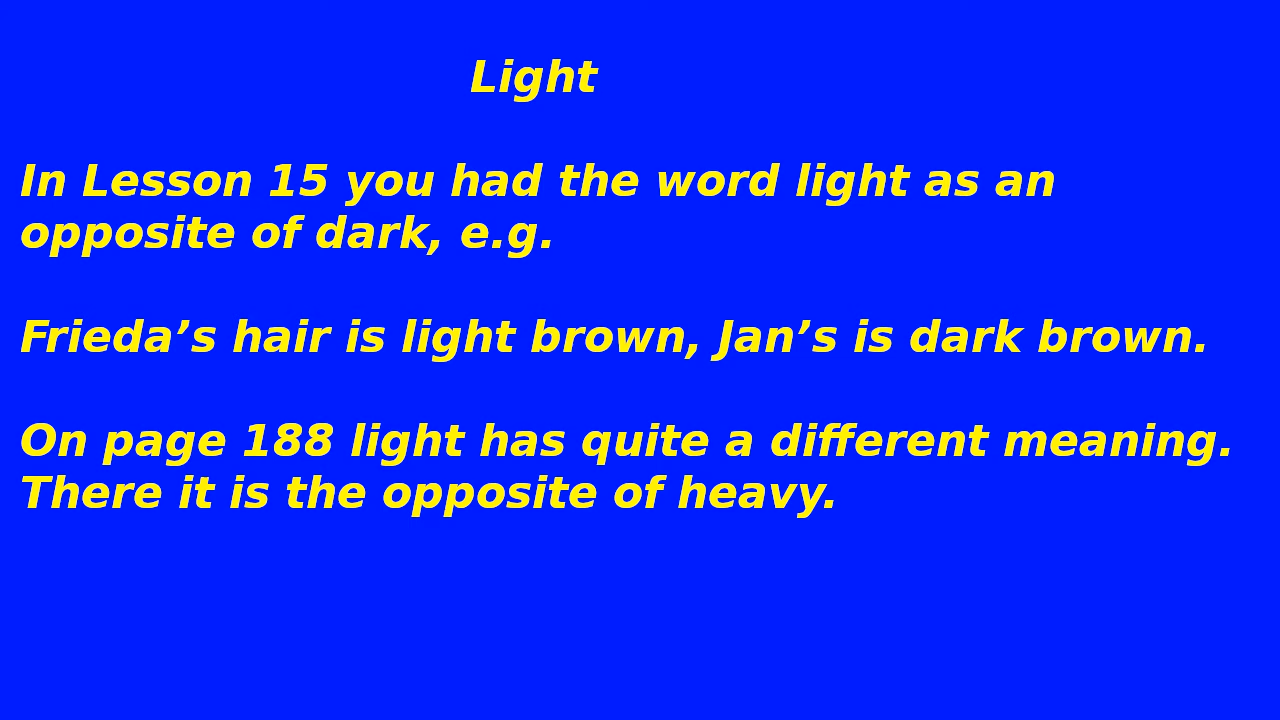 Light
In Lesson 15 you had the word light as an
opposite of dark, e.g.
Frieda’s hair is light brown, Jan’s is dark brown.
On page 188 light has quite a different meaning.
There it is the opposite of heavy.